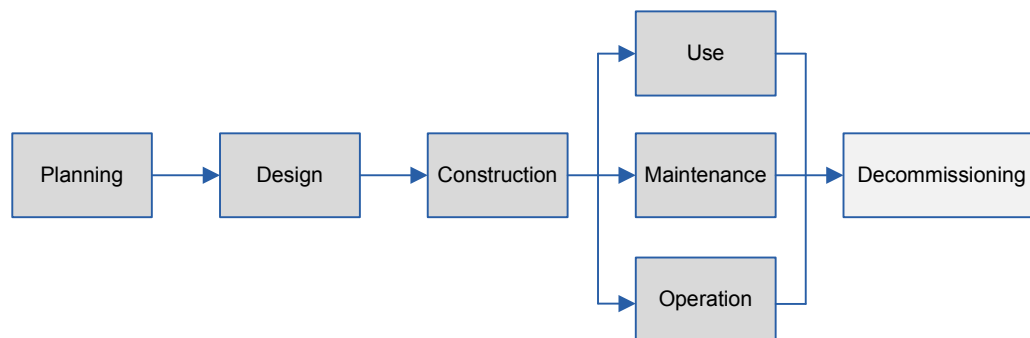 Planning
Design
Construction
Use
Maintenance
Operation
Decommissioning